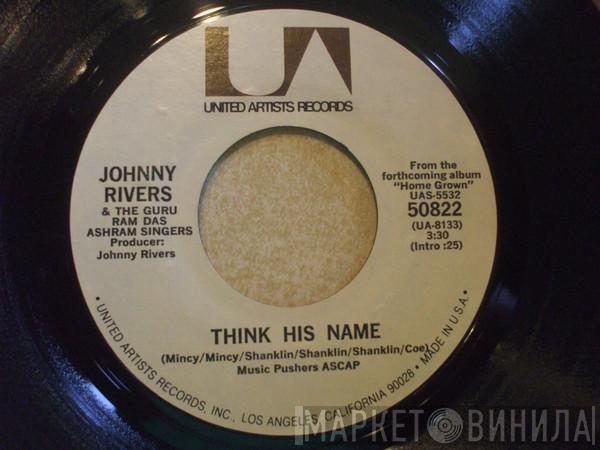 UA
UNITED ARTISTS RECORDS
JOHNNY
RIVERS
& THE GURU
RAM DAS
ASHRAM SINGERS
Producer:
Johnny Rivers
From the
forthcoming album
"Home Grown"
UAS-5532
50822
(UA-8133)
3:30
(Intro :25)
THINK HIS NAME
(Mincy/Mincy/Shanklin/Shanklin/Shanklin/Coe)
Music Pushers ASCAP
• UNITED ARTISTS RECORDS, INC., LOS ANGELES, CALIFORNIA 90028 • MADE IN U.S.A. •
МАРКЕТ ВИНИЛА